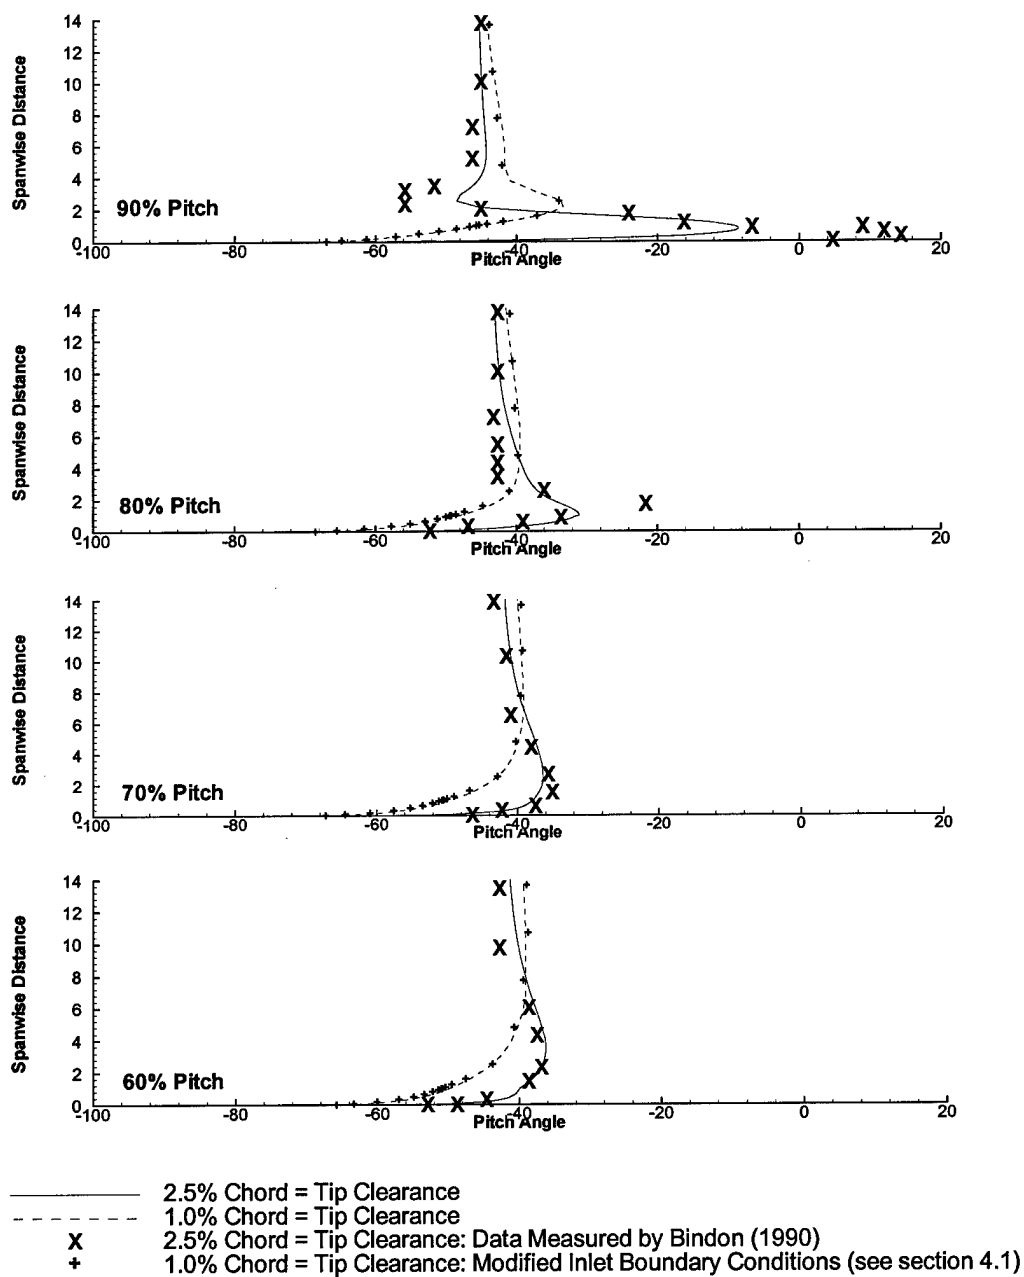 14
12
10
8
6
4
2
0
Spanwise Distance
90% Pitch
-100 -80 -60 -40 -20 0 20
Pitch Angle
14
12
10
8
6
4
2
0
Spanwise Distance
80% Pitch
-100 -80 -60 -40 -20 0 20
Pitch Angle
14
12
10
8
6
4
2
0
Spanwise Distance
70% Pitch
-100 -80 -60 -40 -20 0 20
Pitch Angle
14
12
10
8
6
4
2
0
Spanwise Distance
60% Pitch
-100 -80 -60 -40 -20 0 20
Pitch Angle
2.5% Chord = Tip Clearance
1.0% Chord = Tip Clearance
X 2.5% Chord = Tip Clearance: Data Measured by Bindon (1990)
+ 1.0% Chord = Tip Clearance: Modified Inlet Boundary Conditions (see section 4.1)